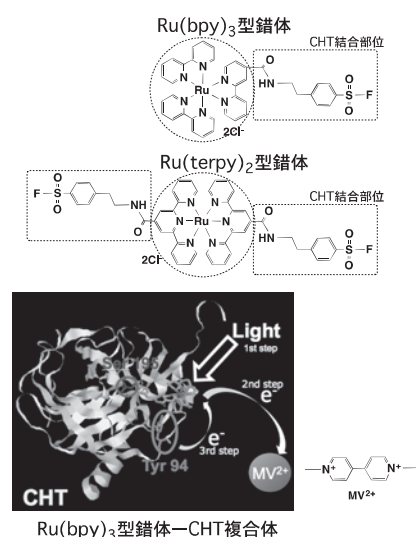 Ru(bpy)₃型錯体
CHT結合部位
O
HN
N N
N Ru N
N N
O
S F
O
2Cl⁻
Ru(terpy)₂型錯体
CHT結合部位
O
F S
O
NH
O
N N
N Ru N
N N
O
HN
O
S F
O
2Cl⁻
Light
1st step
Ser 195
2nd step
e⁻
e⁻
3rd step
Tyr 94
MV²⁺
CHT
N⁺ N⁺
MV²⁺
Ru(bpy)₃型錯体ーCHT複合体